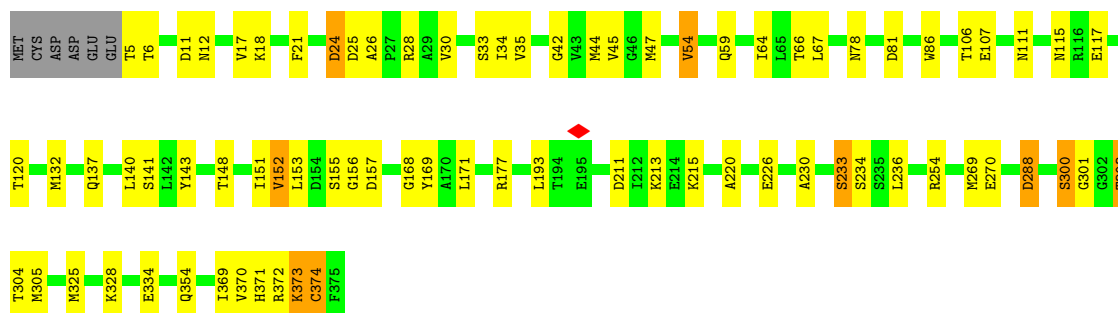 MET CYS ASP ASP GLU GLU T5 T6 D11 N12 V17 K18 F21 D24 D25 A26 P27 R28 A29 V30 S33 I34 V35 G42 V43 M44 V45 G46 M47 V54 Q59 I64 L65 T66 L67 N78 D81 W86 T106 E107 N111 N115 R116 E117
T120 M132 Q137 L140 S141 L142 Y143 T148 I151 V152 L153 D154 S155 G156 D157 G168 Y169 A170 L171 R177 L193 T194 E195 D211 I212 K213 E214 K215 A220 E226 A230 S233 S234 S235 L236 R254 M269 E270 D288 S300 G301 G302
T304 M305 M325 K328 E334 Q354 I369 V370 H371 R372 K373 C374 F375